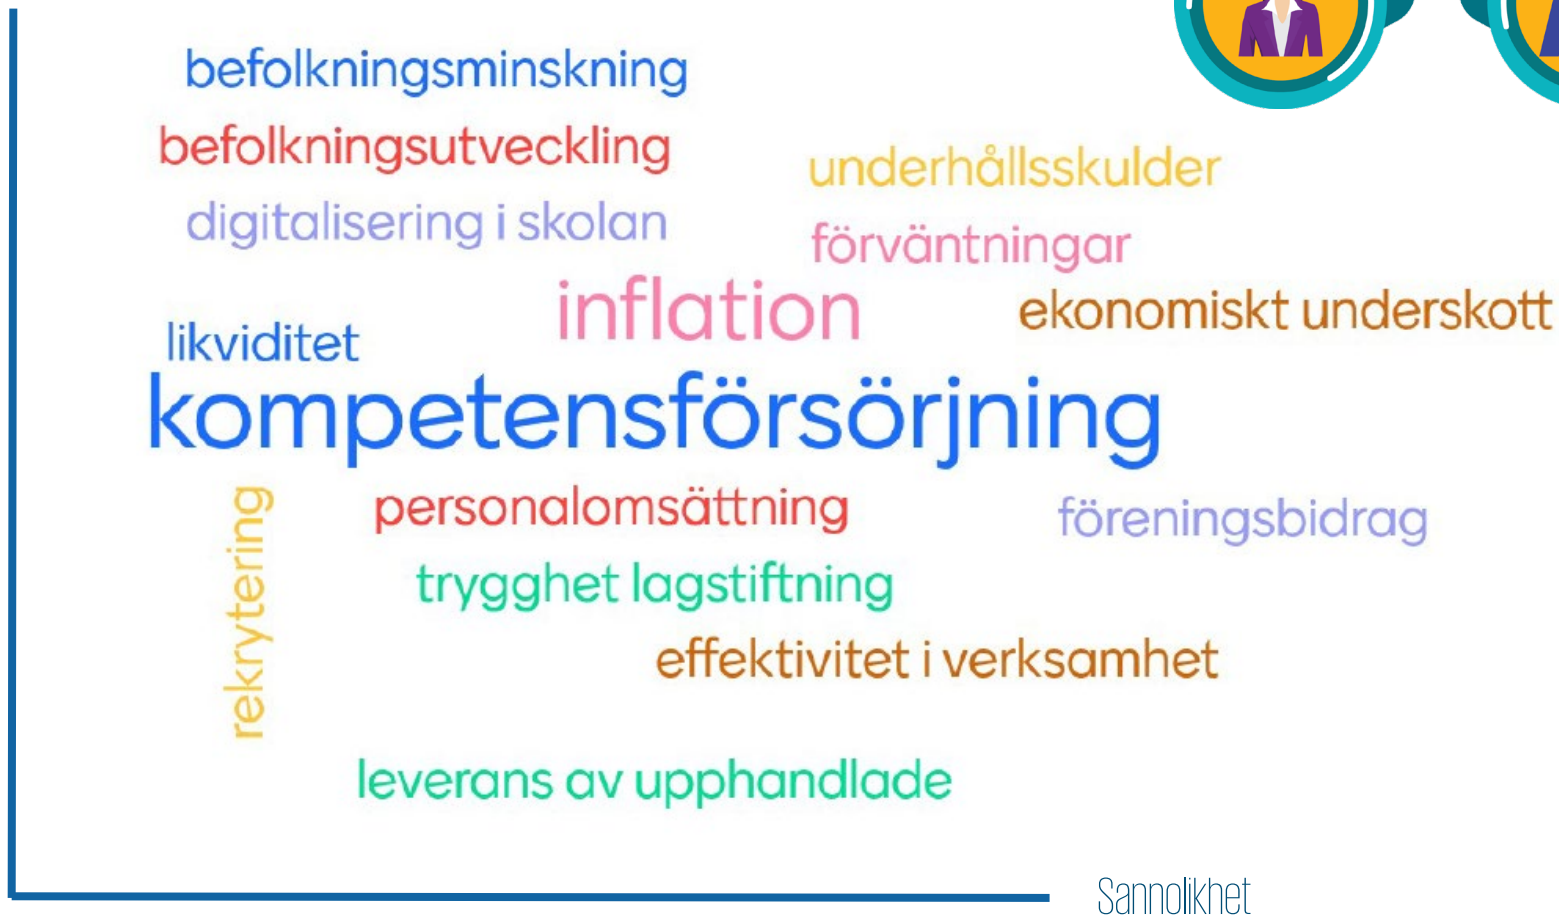 befolkningsminskning
befolkningsutveckling
underhållsskulder
digitalisering i skolan
förväntningar
inflation
ekonomiskt underskott
likviditet
kompetensförsörjning
rekrytering
personalomsättning
föreningsbidrag
trygghet lagstiftning
effektivitet i verksamhet
leverans av upphandlade
Sannolikhet